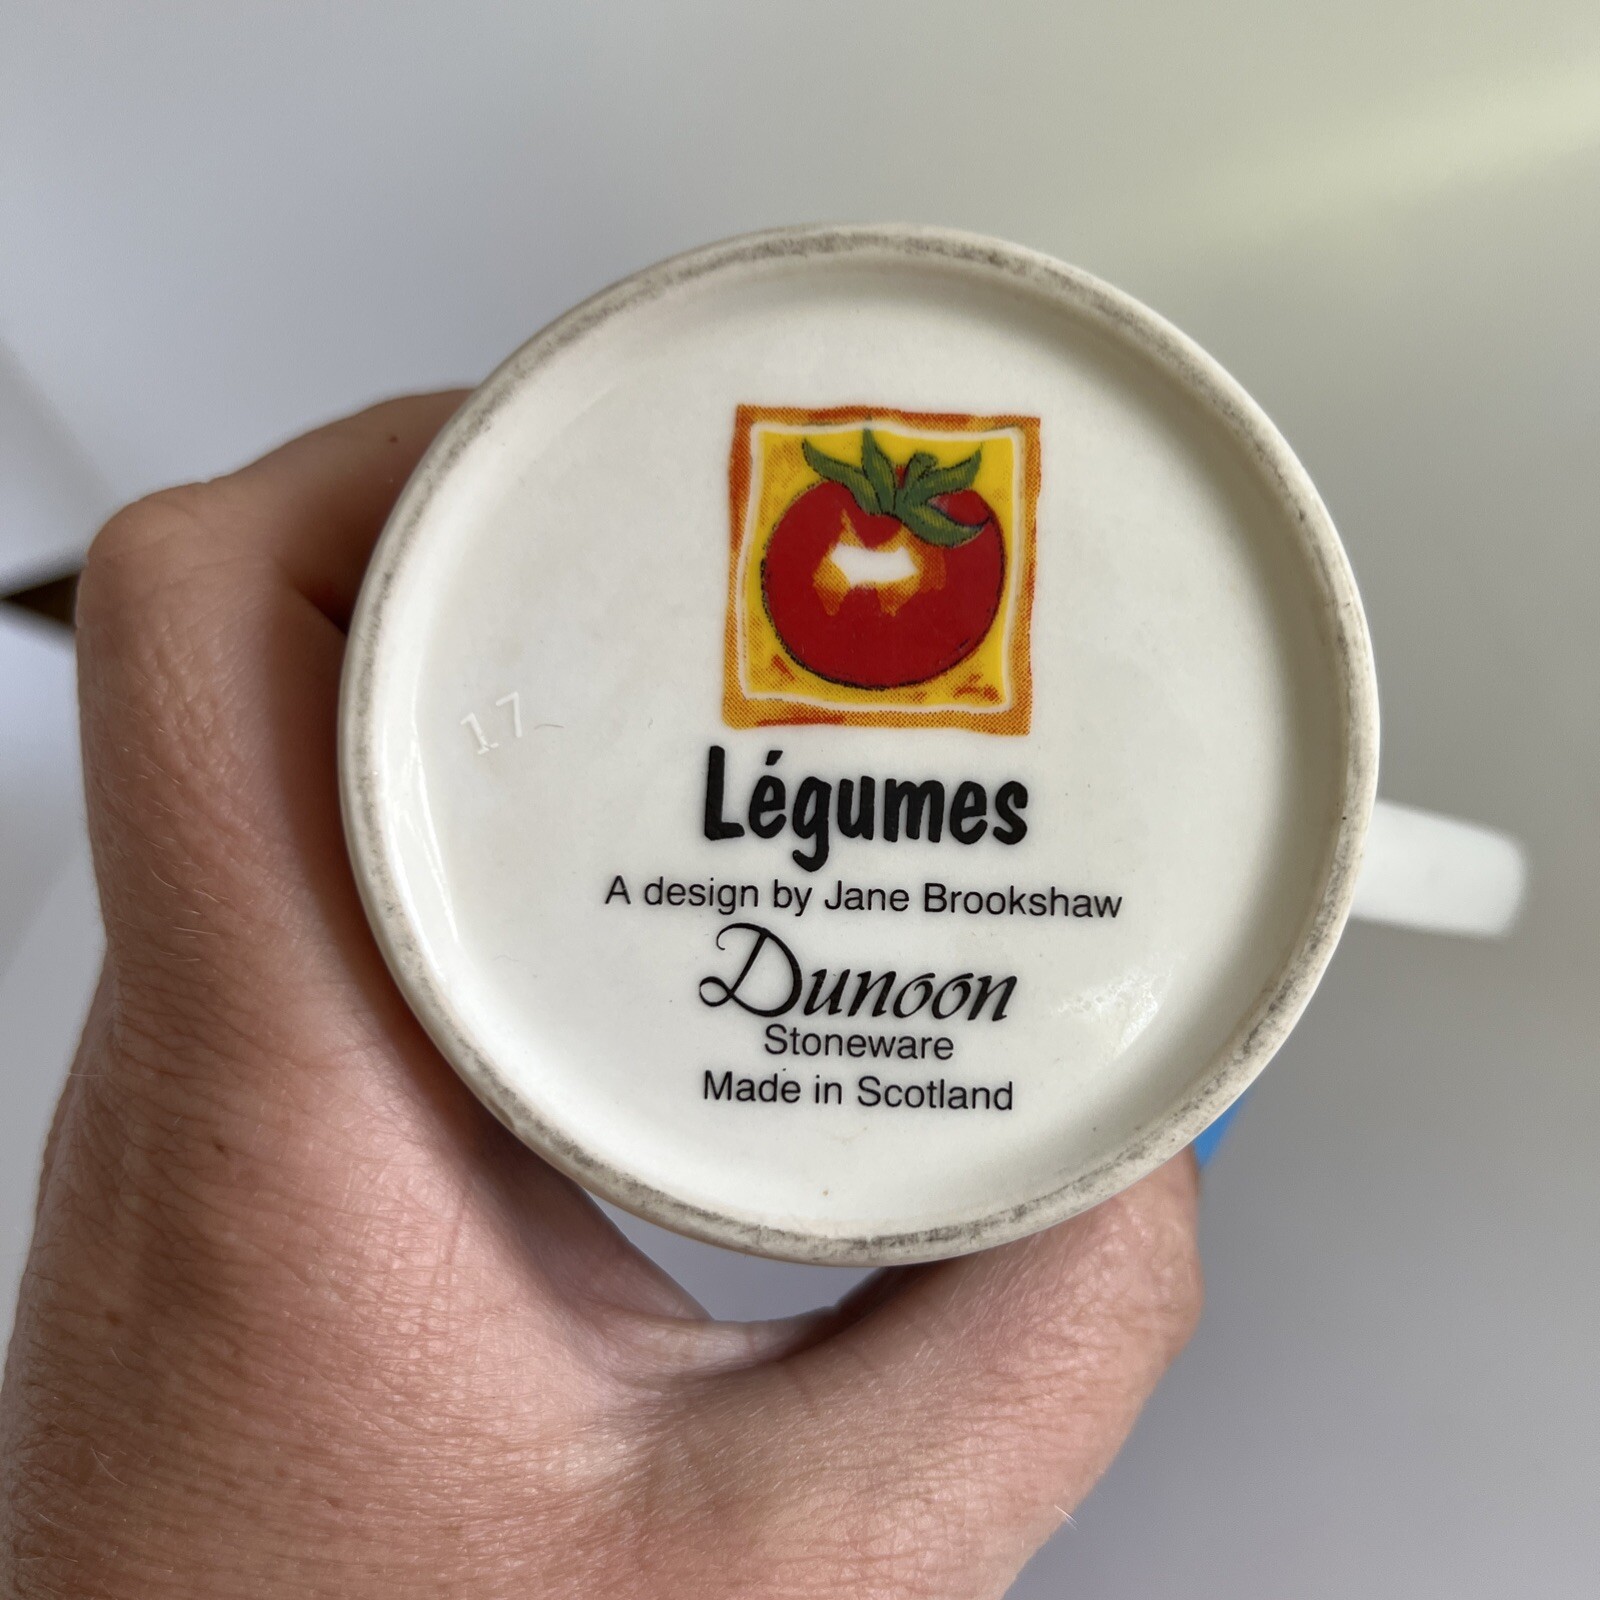 17
Légumes
A design by Jane Brookshaw
Dunoon
Stoneware
Made in Scotland